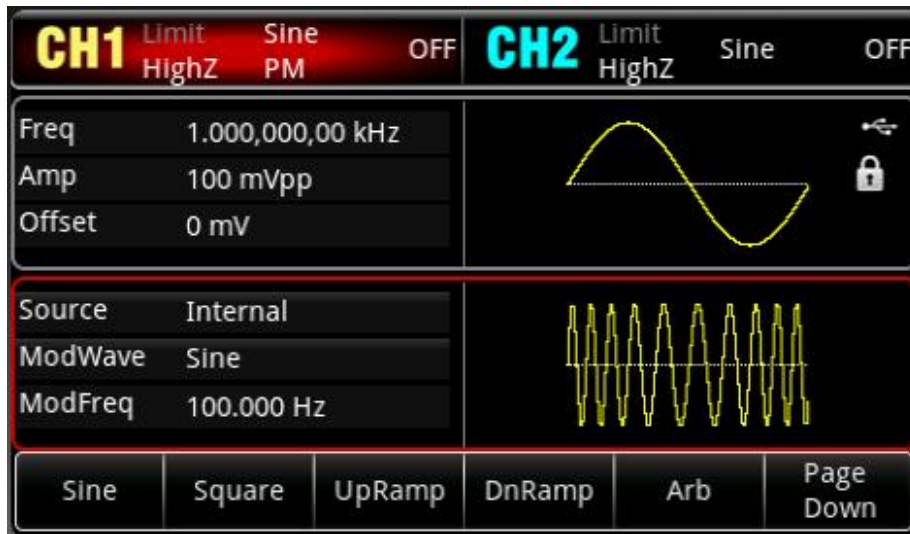 CH1 Limit Sine OFF CH2 Limit Sine OFF
HighZ PM HighZ
Freq 1.000,000,00 kHz
Amp 100 mVpp
Offset 0 mV
Source Internal
ModWave Sine
ModFreq 100.000 Hz
Sine Square UpRamp DnRamp Arb Page
Down